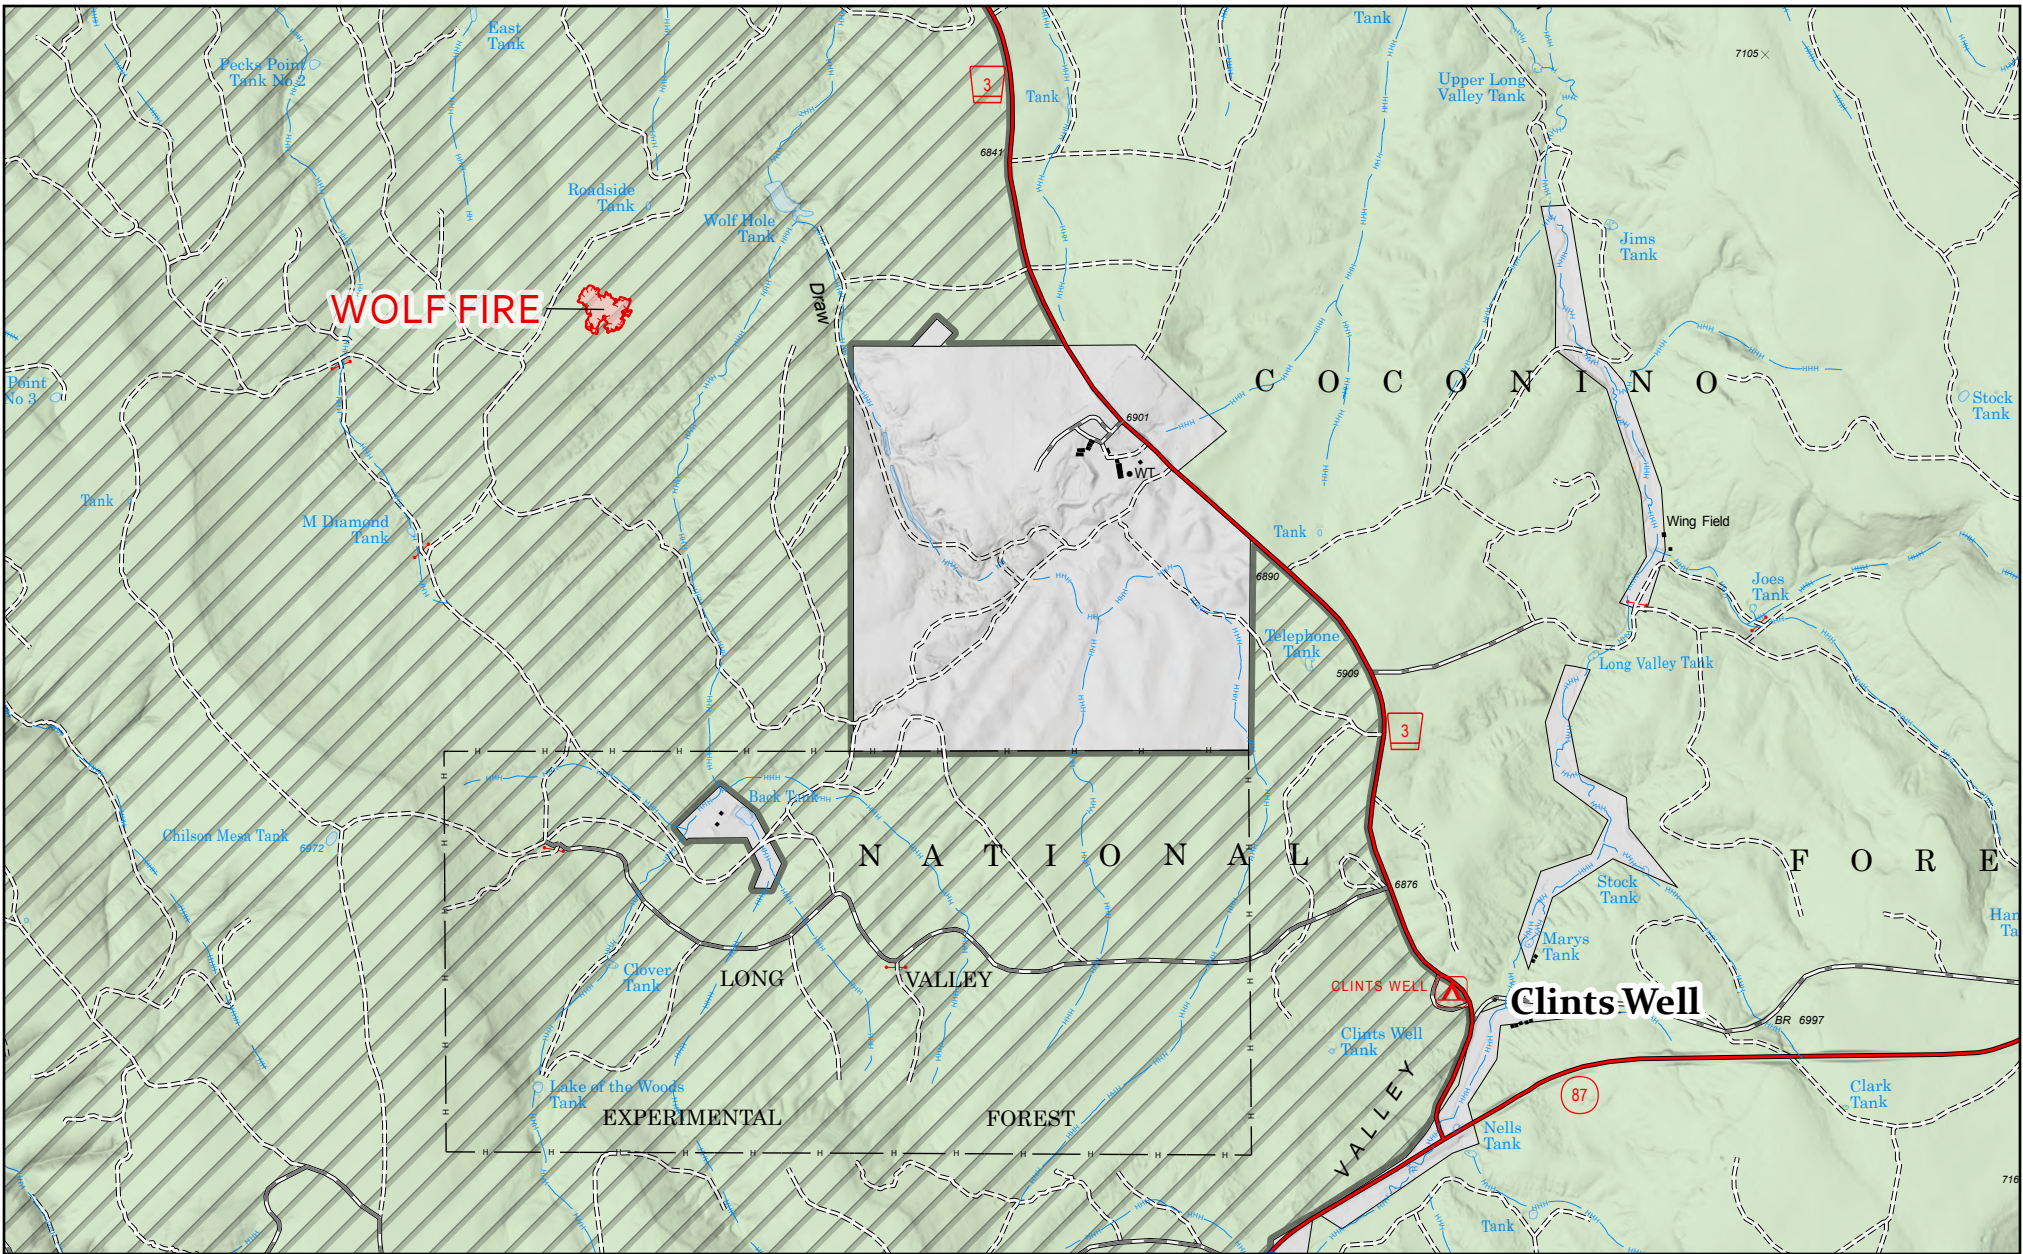 Tank
East
Tank
Pecks Point
Tank No 2
7105
3
Upper Long
Valley Tank
Tank
6841
Roadside
Tank
Wolf Hole
Tank
Jims
Tank
Draw
WOLF FIRE
Point
No 3
C O C O N I N O
Stock
Tank
6901
WT
Tank
M Diamond
Tank
Tank
Wing Field
6890
Joes
Tank
Telephone
Tank
5909
Long Valley Tank
3
Back Tank
Chilson Mesa Tank
6972
N A T I O N A L
F O R E
6876
Stock
Tank
Marys
Tank
Clover
Tank
LONG
VALLEY
CLINTS WELL
Clints Well
BR 6997
Clints Well
Tank
VALLEY
Lake of the Woods
Tank
87
Clark
Tank
EXPERIMENTAL
FOREST
Nells
Tank
Tank
716